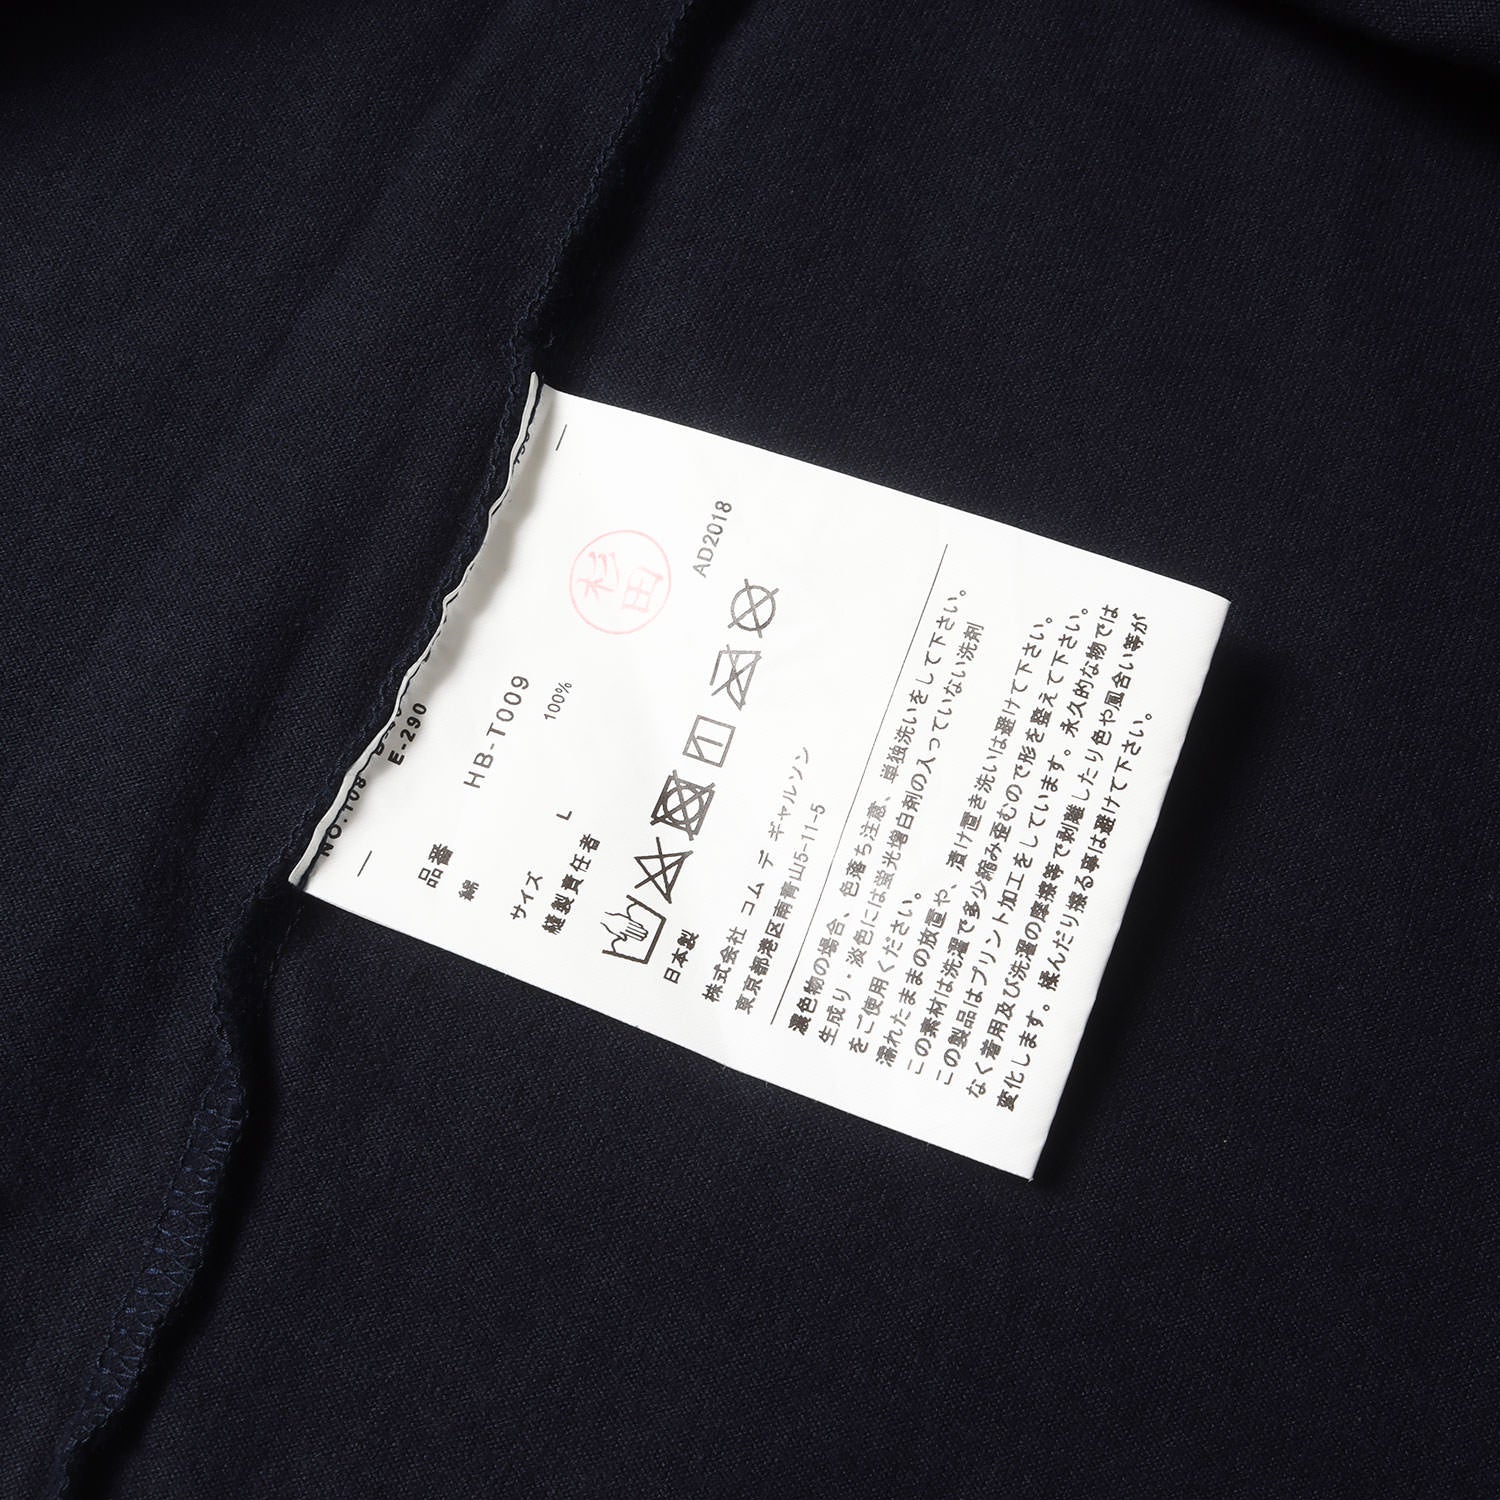 品番 HB-T009
綿 100%
サイズ L
縫製責任者 杉田
AD2018
日本製
株式会社 コム デ ギャルソン
東京都港区南青山5-11-5
濃色物の場合、色落ち注意、単独洗いをして下さい。
生成り・淡色には蛍光増白剤の入っていない洗剤
をご使用ください。
濡れたままの放置や、漬け置き洗いは避けて下さい。
この素材は洗濯で多少縮み歪むので形を整えて下さい。
この製品はプリント加工をしています。永久的な物では
なく着用及び洗濯の摩擦等で剥離したり色や風合い等が
変化します。揉んだり擦る事は避けて下さい。
NO.108
E-290